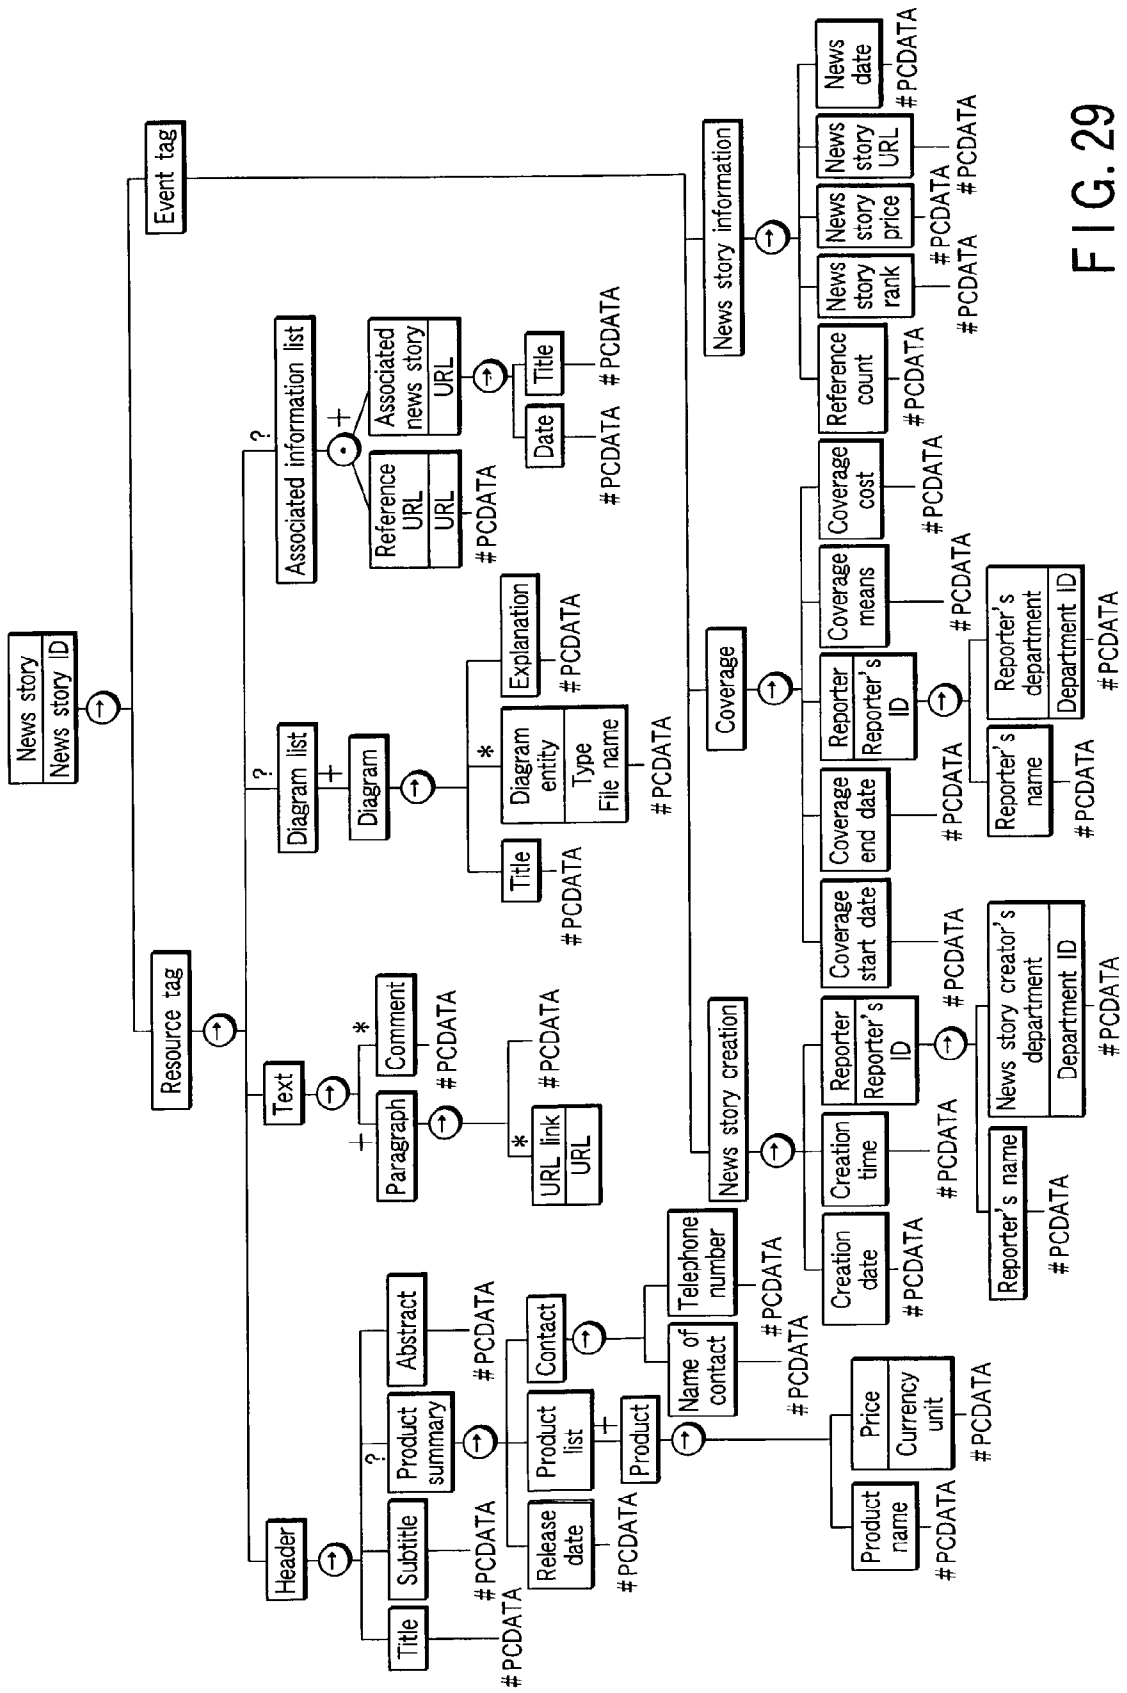 News story
News story ID
Resource tag
Event tag
Header
Text
?
Diagram list
?
Associated information list
+
Diagram
+
Title
Subtitle
?
Product
summary
Abstract
+
Paragraph
*
Comment
Reference
URL
URL
Associated
news story
URL
#PCDATA
#PCDATA
#PCDATA
#PCDATA
#PCDATA
Title
*
Diagram
entity
Type
File name
Explanation
Date
Title
Release
date
Product
list
Contact
*
URL link
URL
#PCDATA
#PCDATA
#PCDATA
#PCDATA
#PCDATA
#PCDATA
#PCDATA
+
Product
Name of
contact
Telephone
number
#PCDATA
#PCDATA
Product
name
Price
Currency
unit
#PCDATA
#PCDATA
News story creation
Coverage
News story information
Creation
date
Creation
time
Reporter
Reporter's
ID
Coverage
start date
Coverage
end date
Reporter
Reporter's
ID
Coverage
means
Coverage
cost
Reference
count
News
story
rank
News
story
price
News
story
URL
News
date
#PCDATA
#PCDATA
#PCDATA
#PCDATA
#PCDATA
#PCDATA
#PCDATA
#PCDATA
#PCDATA
#PCDATA
#PCDATA
Reporter's name
News story creator's
department
Department ID
Reporter's
name
Reporter's
department
Department ID
#PCDATA
#PCDATA
#PCDATA
#PCDATA
FIG. 29